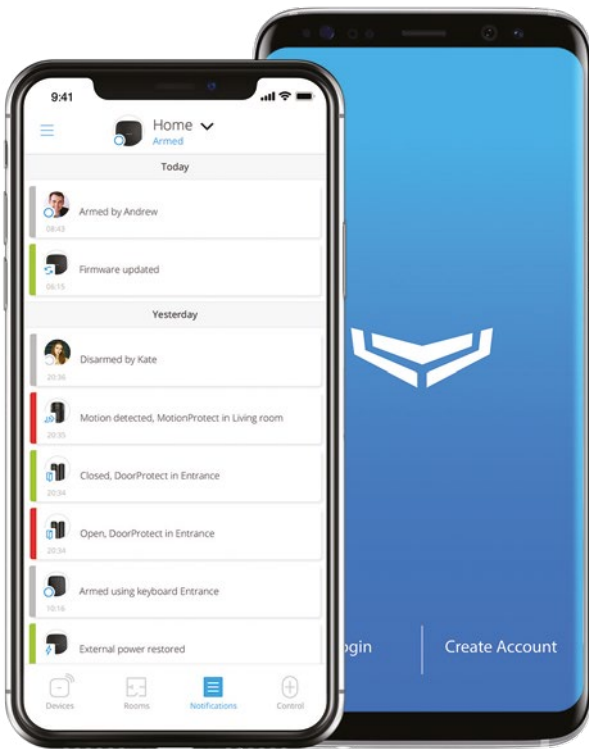 9:41
Home
Armed
Today
Armed by Andrew
08:43
Firmware updated
06:15
Yesterday
Disarmed by Kate
20:36
Motion detected, MotionProtect in Living room
20:35
Closed, DoorProtect in Entrance
20:34
Open, DoorProtect in Entrance
20:34
Armed using keyboard Entrance
10:16
External power restored
Devices
Rooms
Notifications
Control
ogin
Create Account